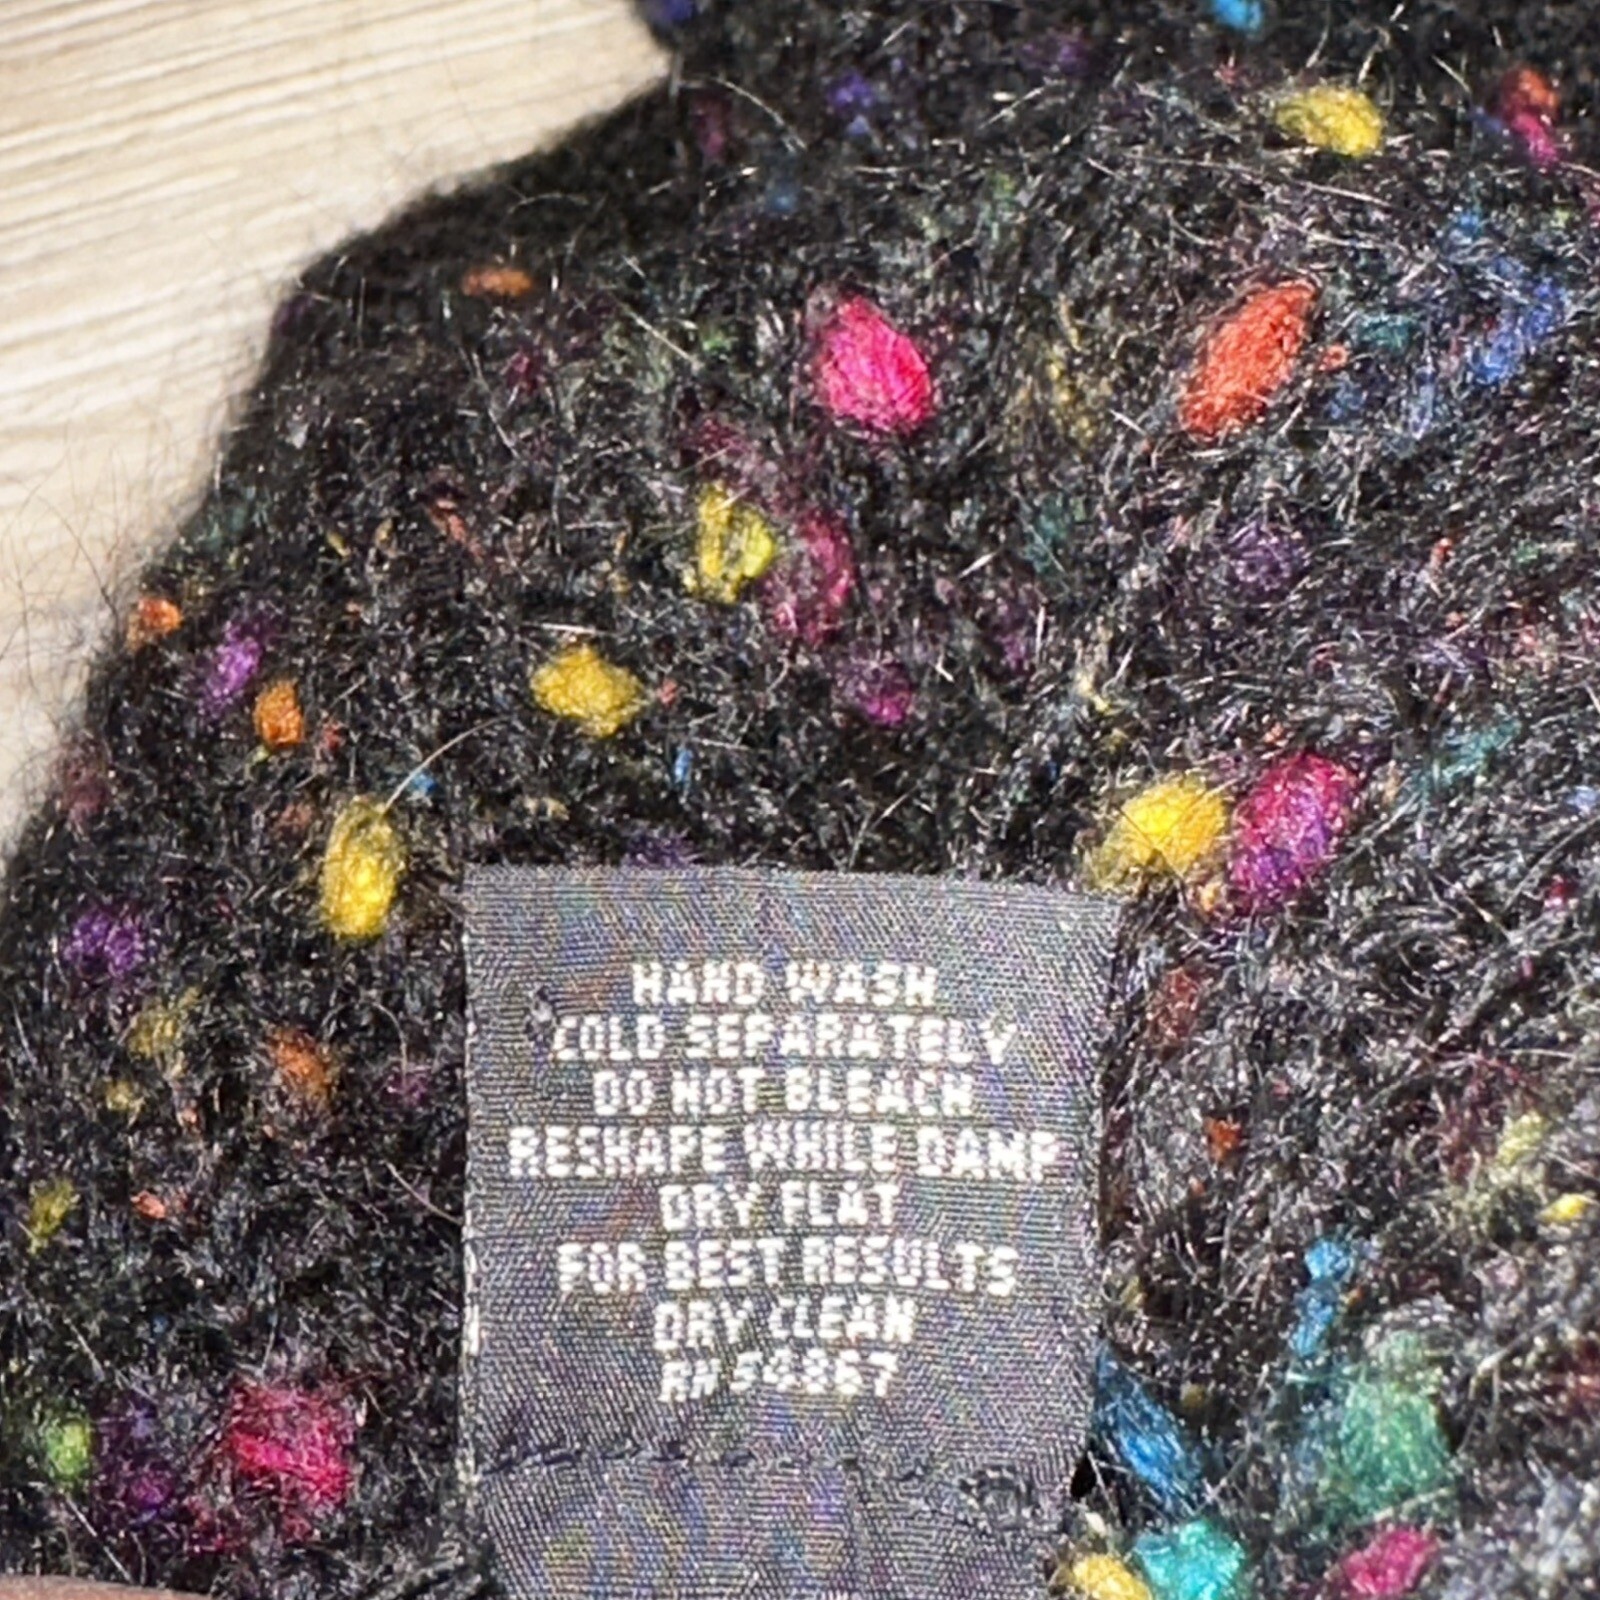 HAND WASH
COLD SEPARATELY
DO NOT BLEACH
RESHAPE WHILE DAMP
DRY FLAT
FOR BEST RESULTS
DRY CLEAN
RN 54867